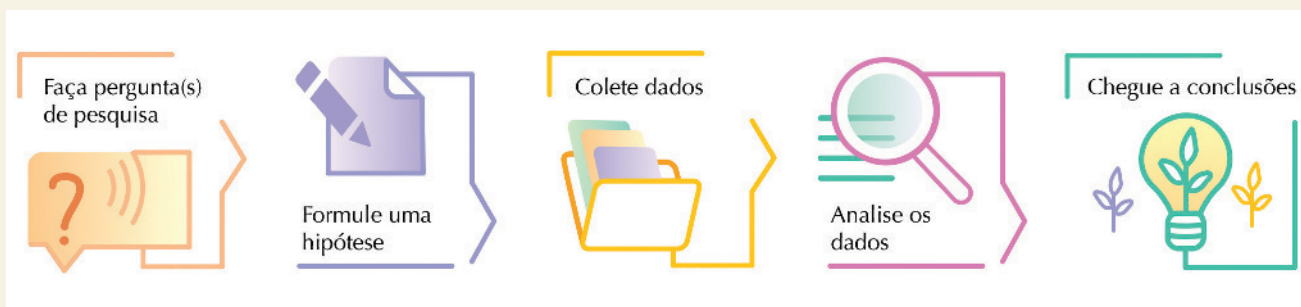 Faça pergunta(s)
de pesquisa
Formule uma
hipótese
Colete dados
Analise os
dados
Chegue a conclusões